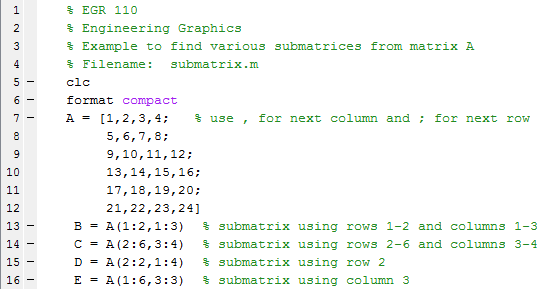 1 % EGR 110
2 % Engineering Graphics
3 % Example to find various submatrices from matrix A
4 % Filename:  submatrix.m
5 – clc
6 – format compact
7 – A = [1,2,3,4;   % use , for next column and ; for next row
8 5,6,7,8;
9 9,10,11,12;
10 13,14,15,16;
11 17,18,19,20;
12 21,22,23,24]
13 – B = A(1:2,1:3)  % submatrix using rows 1-2 and columns 1-3
14 – C = A(2:6,3:4)  % submatrix using rows 2-6 and columns 3-4
15 – D = A(2:2,1:4)  % submatrix using row 2
16 – E = A(1:6,3:3)  % submatrix using column 3